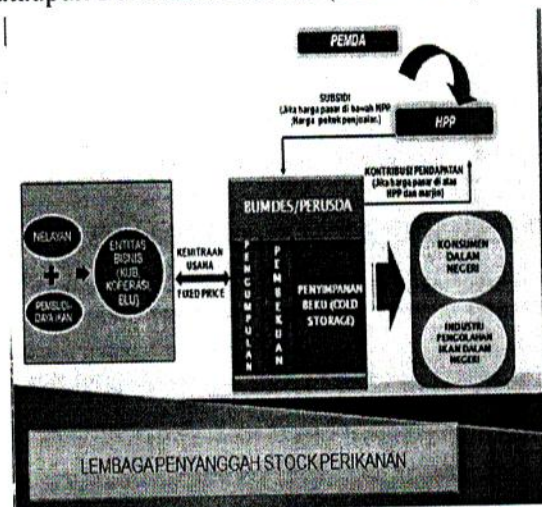 PEMDA
SUBSIDI
(Jika harga pasar di bawah HPP
,Harga pokok penjualan.)
HPP
KONTRIBUSI PENDAPATAN
(Jika harga pasar di atas
HPP dan marjin)
BUMDES/PERUSDA
NELAYAN
PEMBUDI
DAYA IKAN
ENTITAS
BISNIS
(KUB,
KOPERASI,
ELU)
KEMITRAAN
USAHA
FIXED PRICE
PENGUMPULAN
PEMBEKUAN
PENYIMPANAN
BEKU (COLD
STORAGE)
KONSUMEN
DALAM
NEGERI
INDUSTRI
PENGOLAHAN
IKAN DALAM
NEGERI
LEMBAGA PENYANGGAH STOCK PERIKANAN